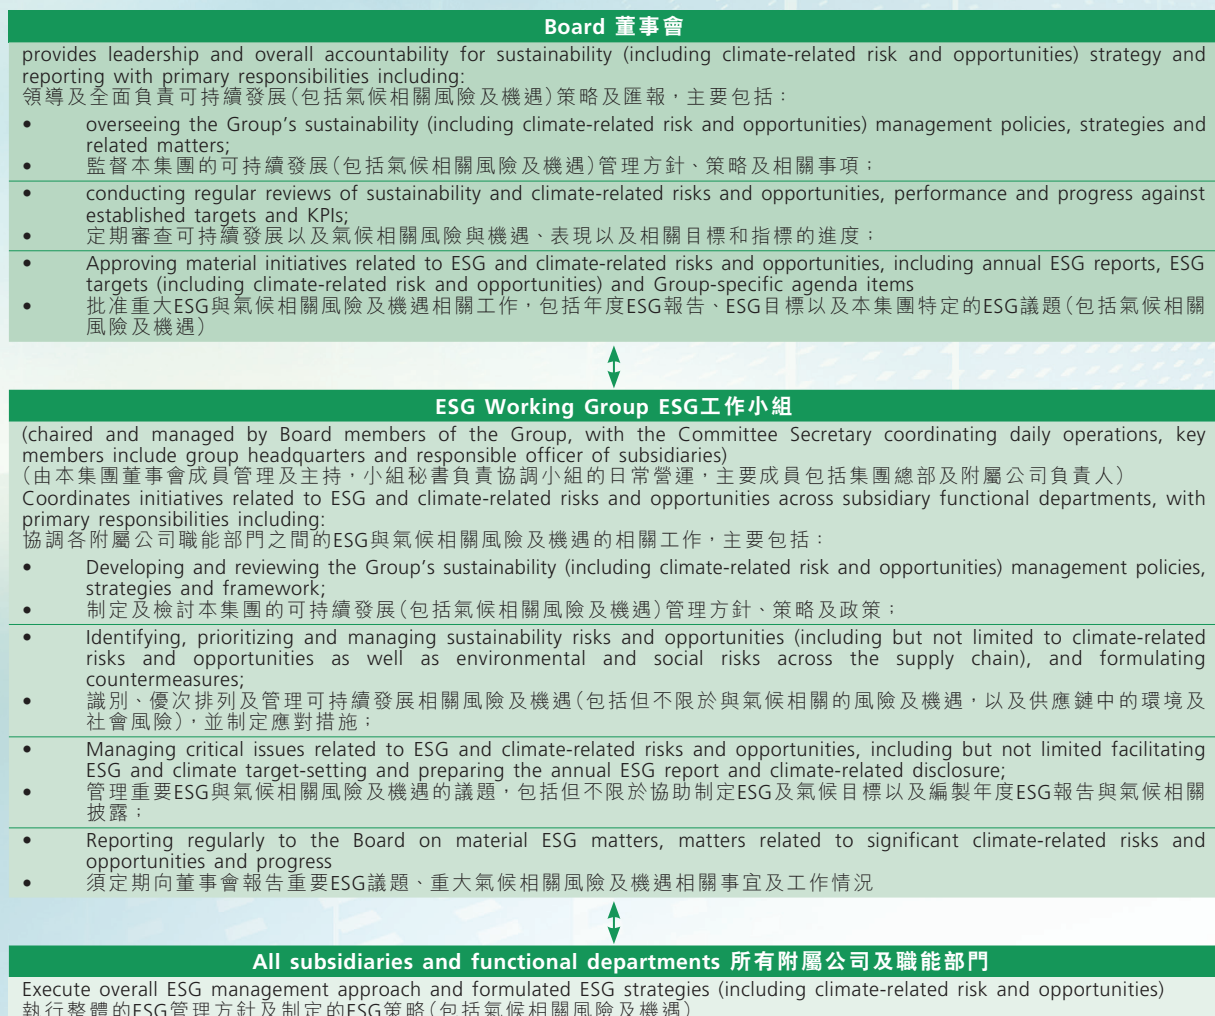 Board 董事會
provides leadership and overall accountability for sustainability (including climate-related risk and opportunities) strategy and
reporting with primary responsibilities including:
領導及全面負責可持續發展(包括氣候相關風險及機遇)策略及匯報，主要包括：
• overseeing the Group's sustainability (including climate-related risk and opportunities) management policies, strategies and
related matters;
• 監督本集團的可持續發展(包括氣候相關風險及機遇)管理方針、策略及相關事項；
• conducting regular reviews of sustainability and climate-related risks and opportunities, performance and progress against
established targets and KPIs;
• 定期審查可持續發展以及氣候相關風險與機遇、表現以及相關目標和指標的進度；
• Approving material initiatives related to ESG and climate-related risks and opportunities, including annual ESG reports, ESG
targets (including climate-related risk and opportunities) and Group-specific agenda items
• 批准重大ESG與氣候相關風險及機遇相關工作，包括年度ESG報告、ESG目標以及本集團特定的ESG議題(包括氣候相關
風險及機遇)
ESG Working Group ESG工作小組
(chaired and managed by Board members of the Group, with the Committee Secretary coordinating daily operations, key
members include group headquarters and responsible officer of subsidiaries)
(由本集團董事會成員管理及主持，小組秘書負責協調小組的日常營運，主要成員包括集團總部及附屬公司負責人)
Coordinates initiatives related to ESG and climate-related risks and opportunities across subsidiary functional departments, with
primary responsibilities including:
協調各附屬公司職能部門之間的ESG與氣候相關風險及機遇的相關工作，主要包括：
• Developing and reviewing the Group's sustainability (including climate-related risk and opportunities) management policies,
strategies and framework;
• 制定及檢討本集團的可持續發展(包括氣候相關風險及機遇)管理方針、策略及政策；
• Identifying, prioritizing and managing sustainability risks and opportunities (including but not limited to climate-related
risks and opportunities as well as environmental and social risks across the supply chain), and formulating
countermeasures;
• 識別、優次排列及管理可持續發展相關風險及機遇(包括但不限於與氣候相關的風險及機遇，以及供應鏈中的環境及
社會風險)，並制定應對措施；
• Managing critical issues related to ESG and climate-related risks and opportunities, including but not limited facilitating
ESG and climate target-setting and preparing the annual ESG report and climate-related disclosure;
• 管理重要ESG與氣候相關風險及機遇的議題，包括但不限於協助制定ESG及氣候目標以及編製年度ESG報告與氣候相關
披露；
• Reporting regularly to the Board on material ESG matters, matters related to significant climate-related risks and
opportunities and progress
• 須定期向董事會報告重要ESG議題、重大氣候相關風險及機遇相關事宜及工作情況
All subsidiaries and functional departments 所有附屬公司及職能部門
Execute overall ESG management approach and formulated ESG strategies (including climate-related risk and opportunities)
執行整體的ESG管理方針及制定的ESG策略(包括氣候相關風險及機遇)